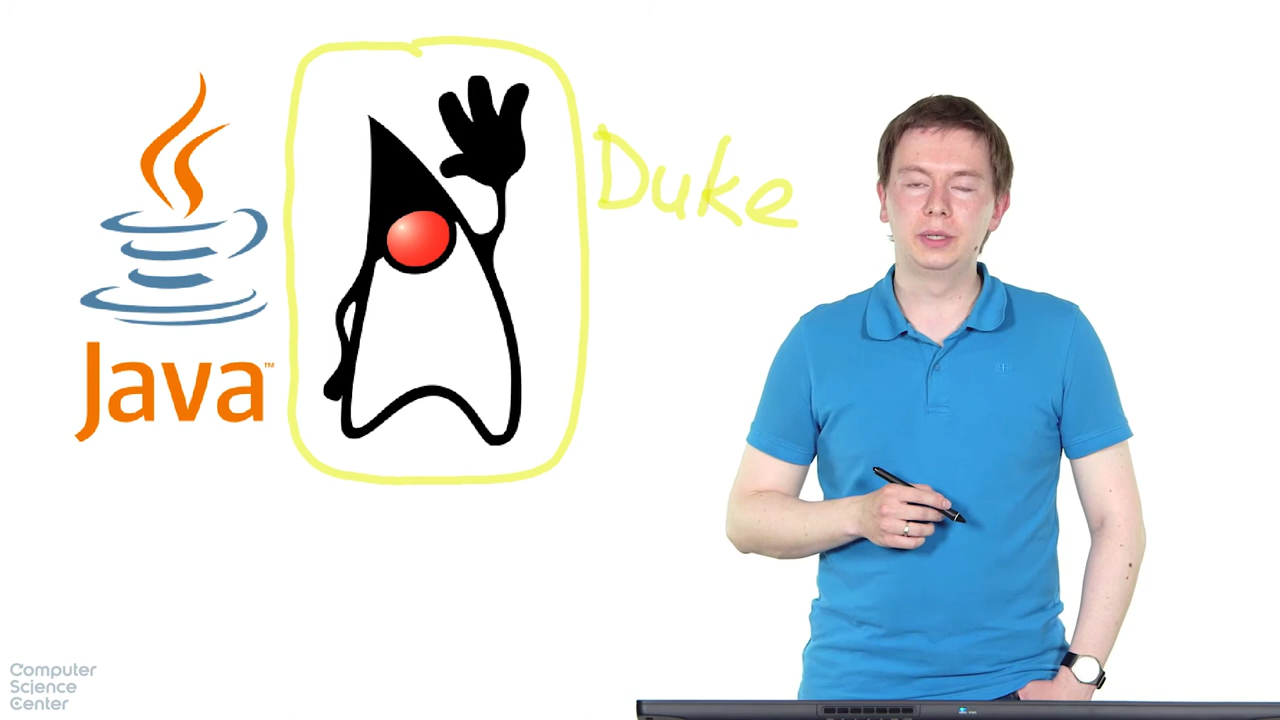 Java™
Duke
Computer
Science
Center